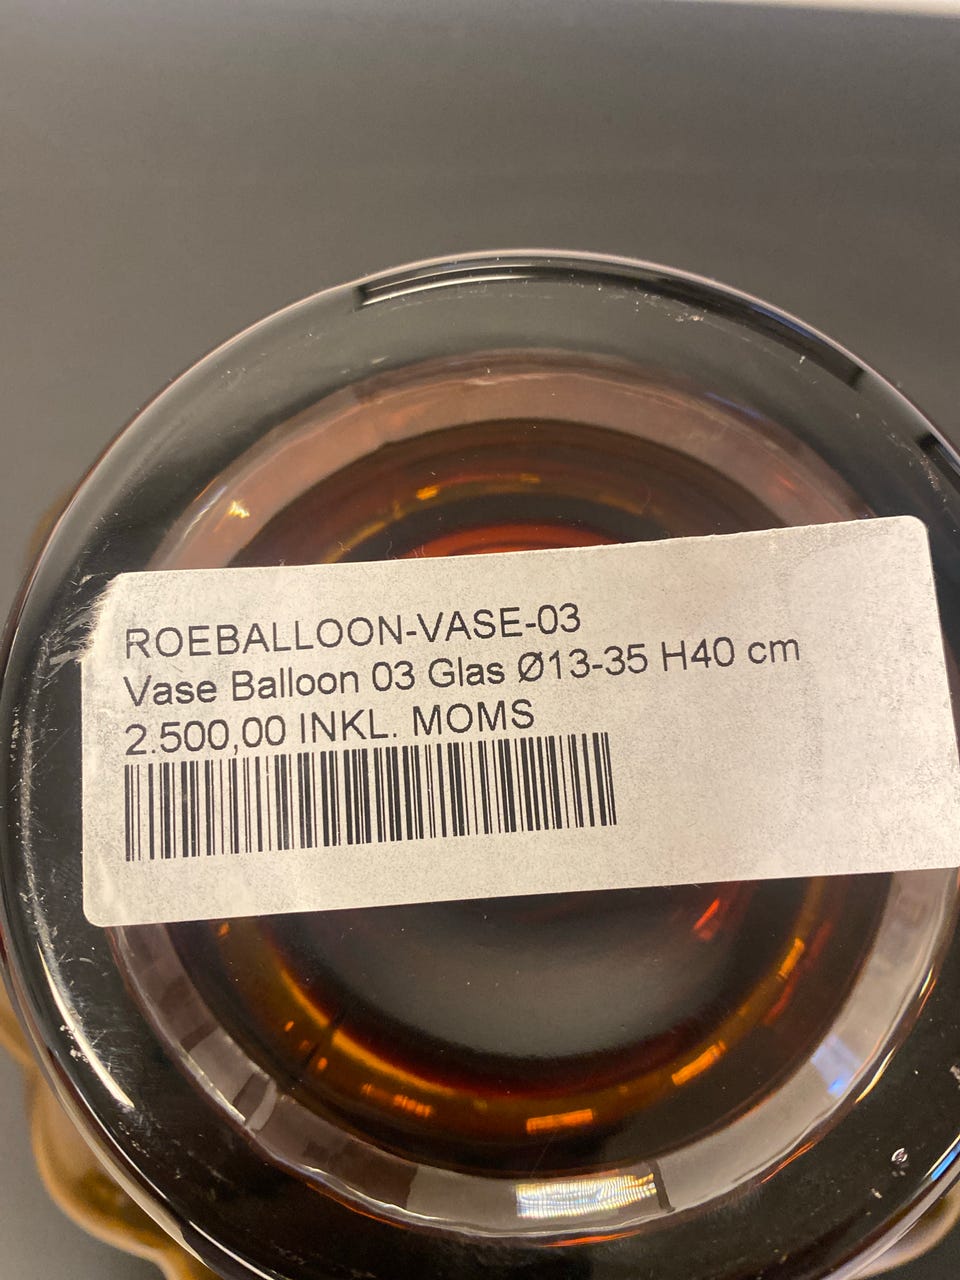 ROEBALLOON-VASE-03
Vase Balloon 03 Glas Ø13-35 H40 cm
2.500,00 INKL. MOMS